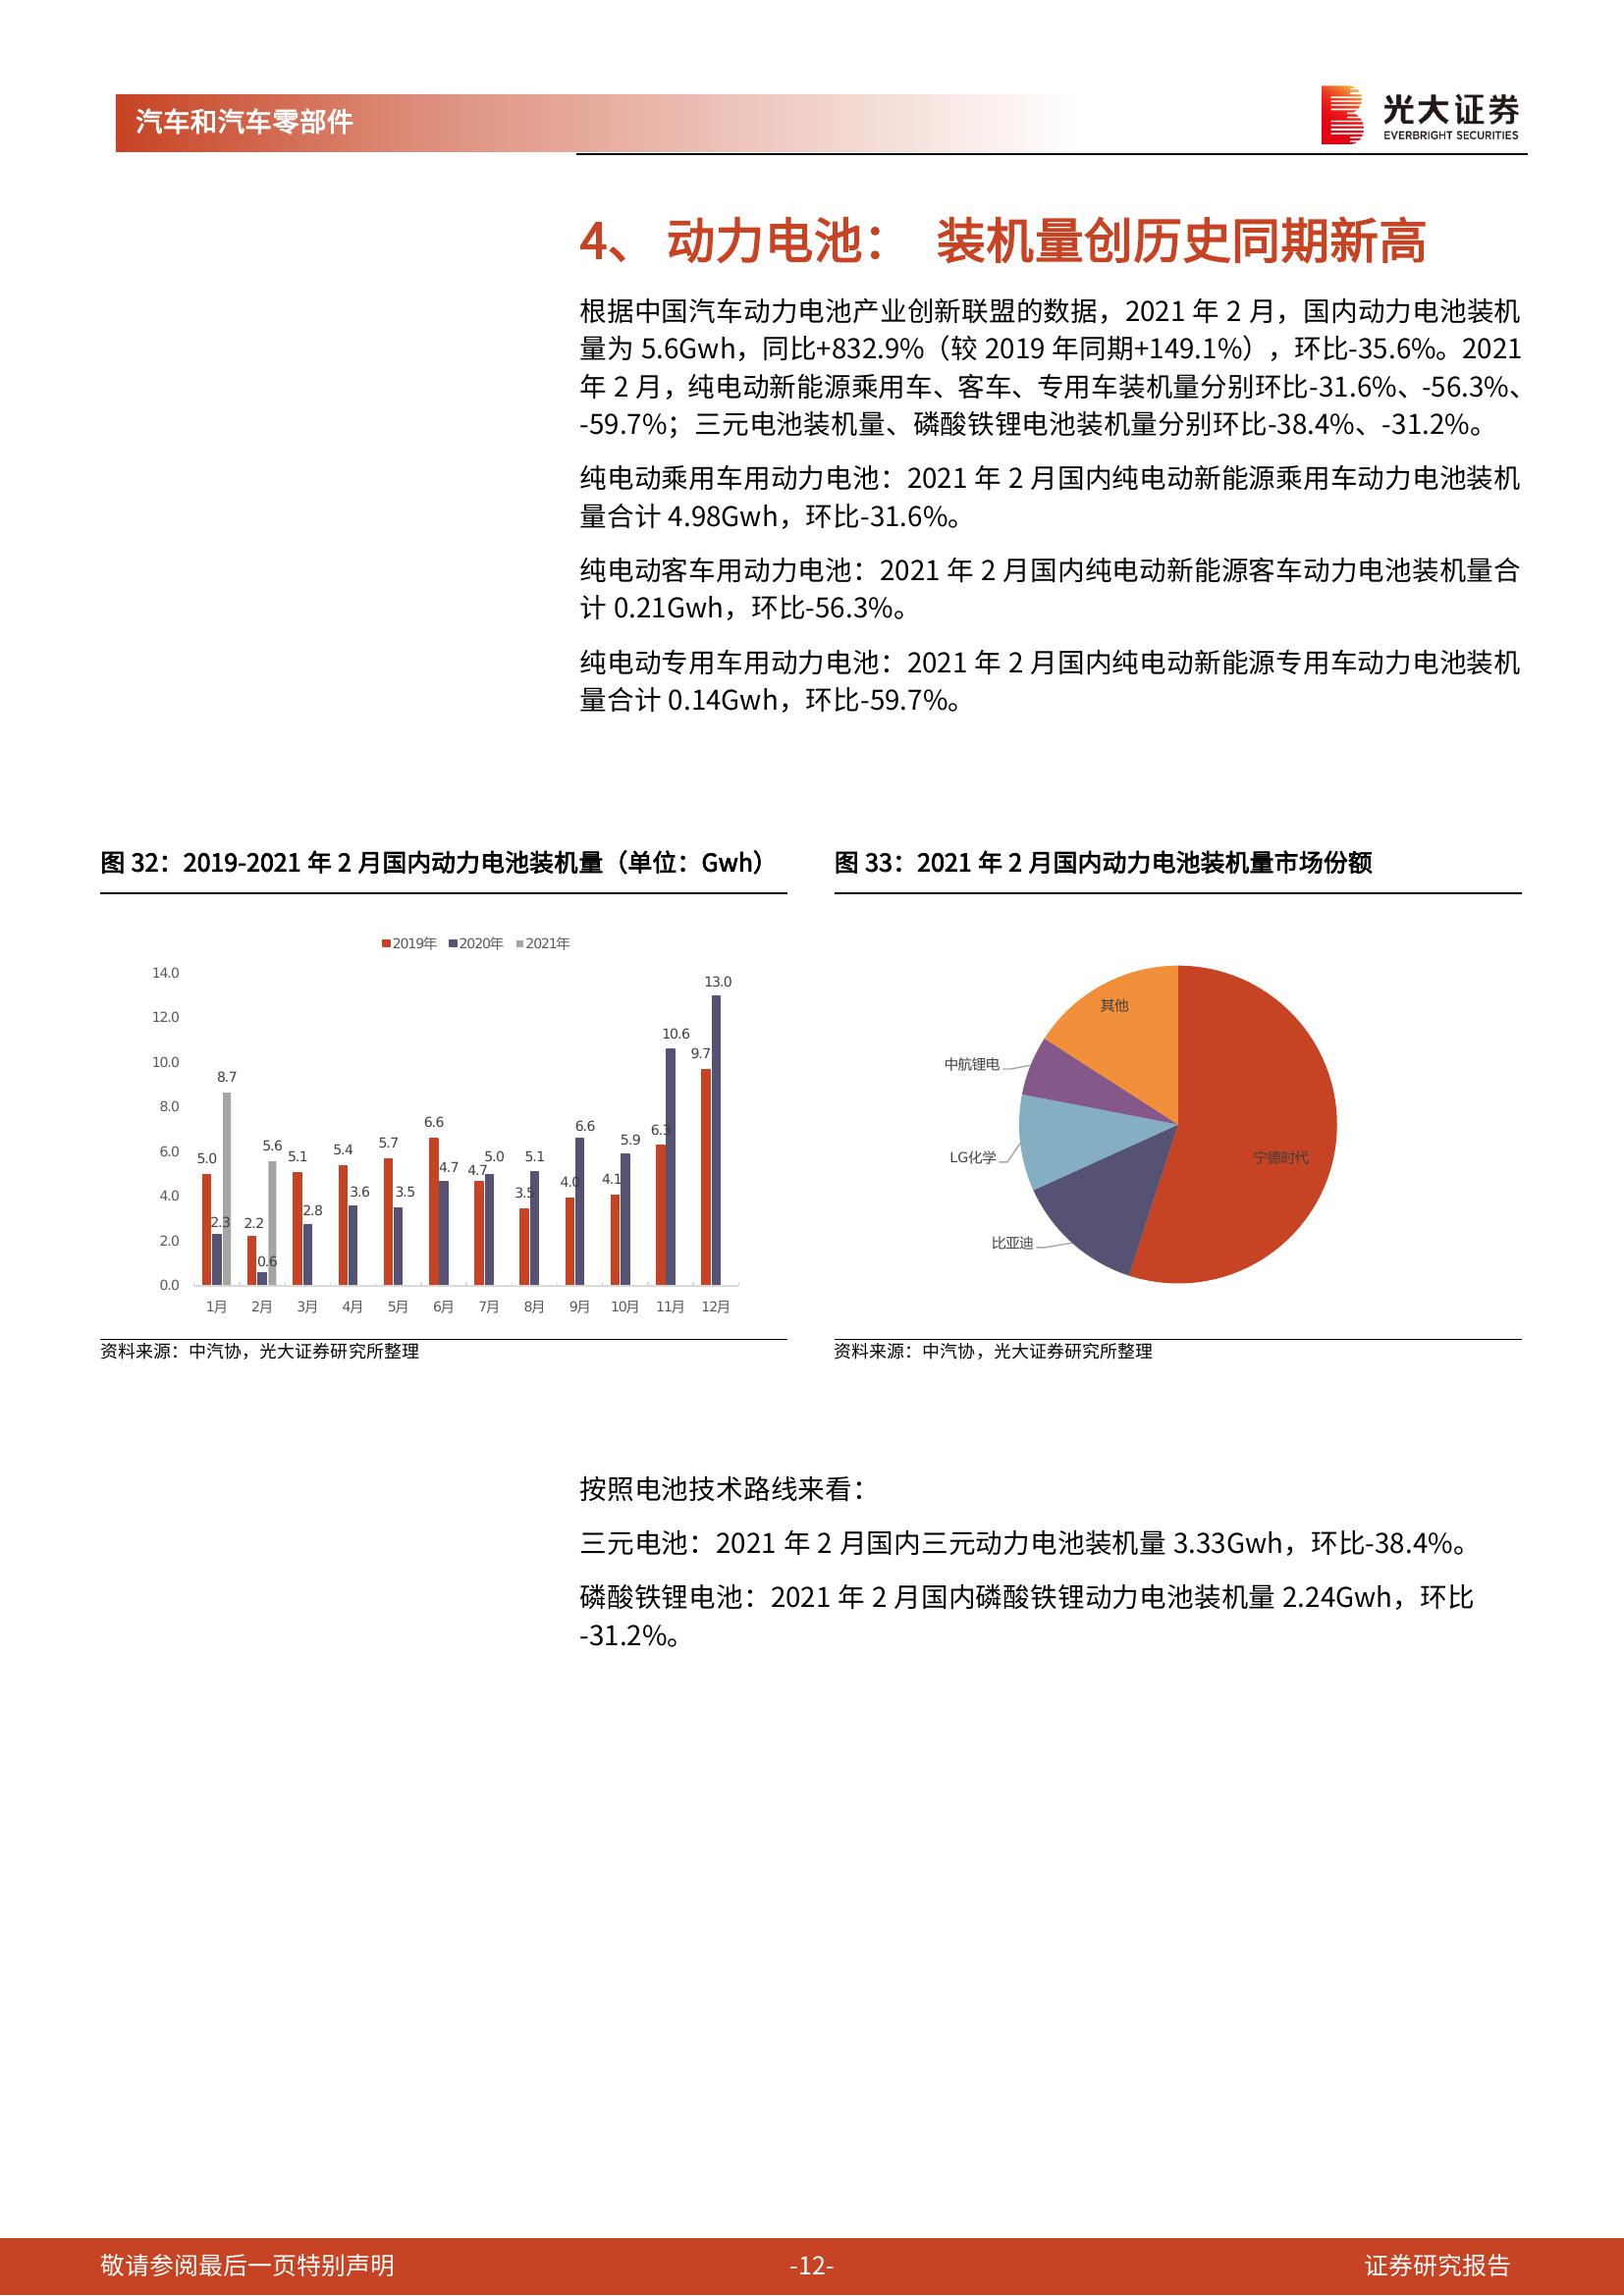 汽车和汽车零部件
光大证券
EVERBRIGHT SECURITIES
4、 动力电池： 装机量创历史同期新高
根据中国汽车动力电池产业创新联盟的数据，2021 年 2 月，国内动力电池装机
量为 5.6Gwh，同比+832.9%（较 2019 年同期+149.1%），环比-35.6%。2021
年 2 月，纯电动新能源乘用车、客车、专用车装机量分别环比-31.6%、-56.3%、
-59.7%；三元电池装机量、磷酸铁锂电池装机量分别环比-38.4%、-31.2%。
纯电动乘用车用动力电池：2021 年 2 月国内纯电动新能源乘用车动力电池装机
量合计 4.98Gwh，环比-31.6%。
纯电动客车用动力电池：2021 年 2 月国内纯电动新能源客车动力电池装机量合
计 0.21Gwh，环比-56.3%。
纯电动专用车用动力电池：2021 年 2 月国内纯电动新能源专用车动力电池装机
量合计 0.14Gwh，环比-59.7%。
图 32：2019-2021 年 2 月国内动力电池装机量（单位：Gwh）
2019年 2020年 2021年
14.0
12.0
10.0
8.0
6.0
4.0
2.0
0.0
5.0 2.3 8.7
2.2 0.6 5.6
5.1 2.8
5.4 3.6
5.7 3.5
6.6 4.7
4.7 5.0
3.5 5.1
4.0 6.6
4.1 5.9
6.3 10.6
9.7 13.0
1月 2月 3月 4月 5月 6月 7月 8月 9月 10月 11月 12月
资料来源：中汽协，光大证券研究所整理
图 33：2021 年 2 月国内动力电池装机量市场份额
其他
中航锂电
LG化学
宁德时代
比亚迪
资料来源：中汽协，光大证券研究所整理
按照电池技术路线来看：
三元电池：2021 年 2 月国内三元动力电池装机量 3.33Gwh，环比-38.4%。
磷酸铁锂电池：2021 年 2 月国内磷酸铁锂动力电池装机量 2.24Gwh，环比
-31.2%。
敬请参阅最后一页特别声明
-12-
证券研究报告